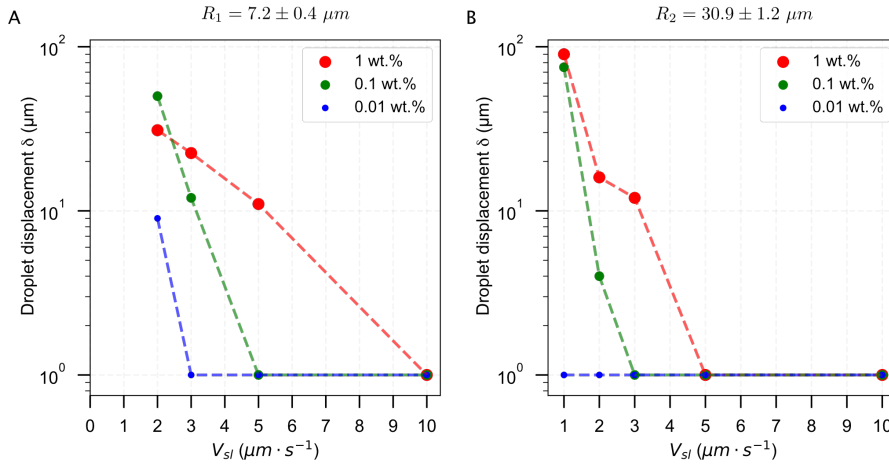 A
R₁ = 7.2 ± 0.4 μm
Droplet displacement δ (μm)
10²
10¹
10⁰
1 wt.%
0.1 wt.%
0.01 wt.%
0 1 2 3 4 5 6 7 8 9 10
V_sl (μm · s⁻¹)
B
R₂ = 30.9 ± 1.2 μm
Droplet displacement δ (μm)
10²
10¹
10⁰
1 wt.%
0.1 wt.%
0.01 wt.%
1 2 3 4 5 6 7 8 9 10
V_sl (μm · s⁻¹)